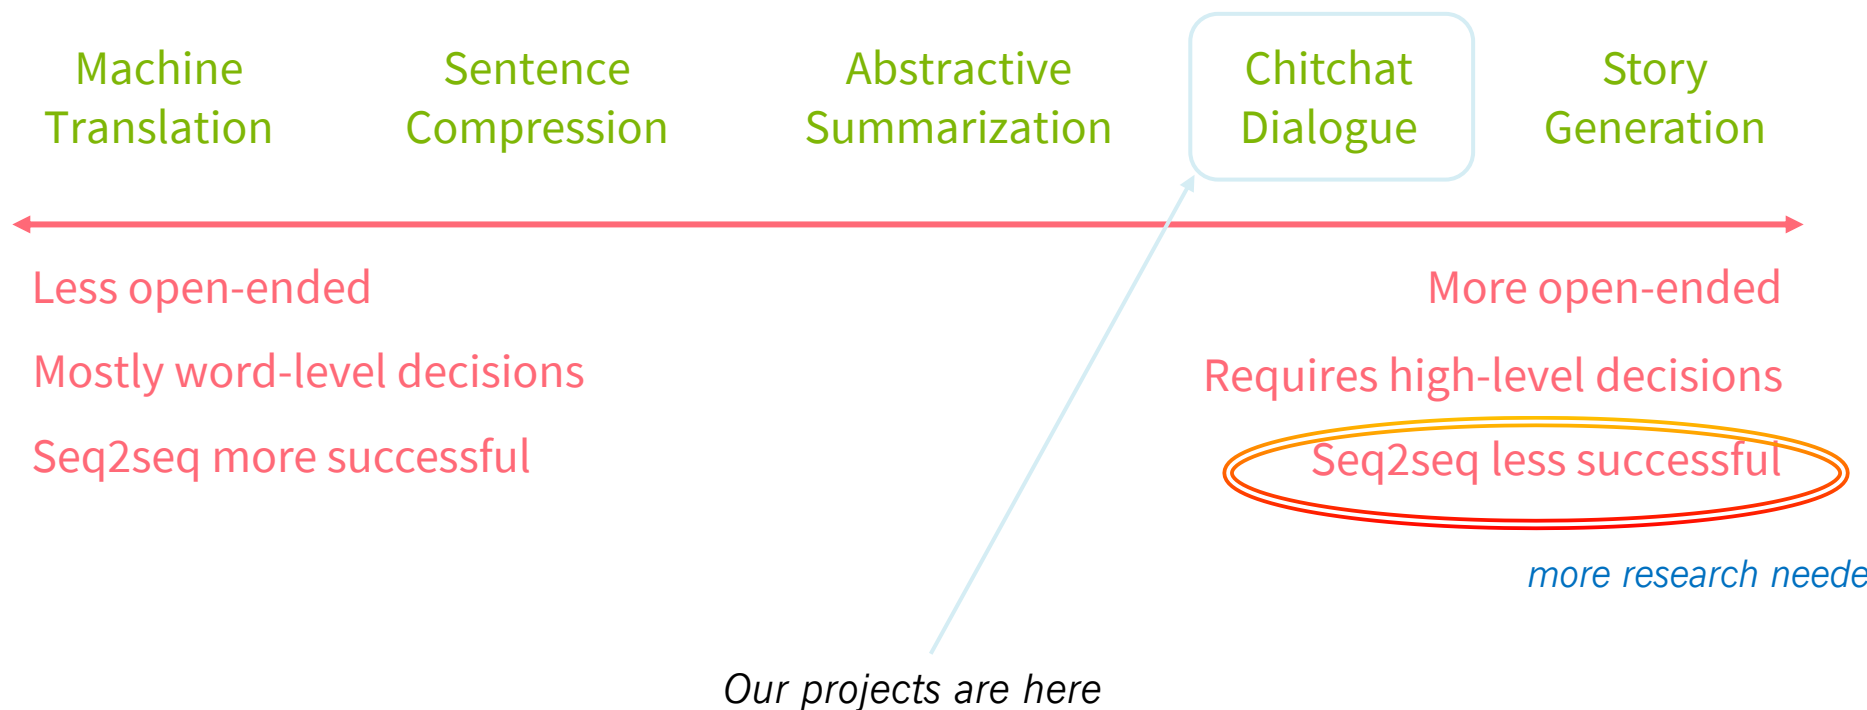 Machine
Translation
Sentence
Compression
Abstractive
Summarization
Chitchat
Dialogue
Story
Generation
Less open-ended
More open-ended
Mostly word-level decisions
Requires high-level decisions
Seq2seq more successful
Seq2seq less successful
more research neede
Our projects are here